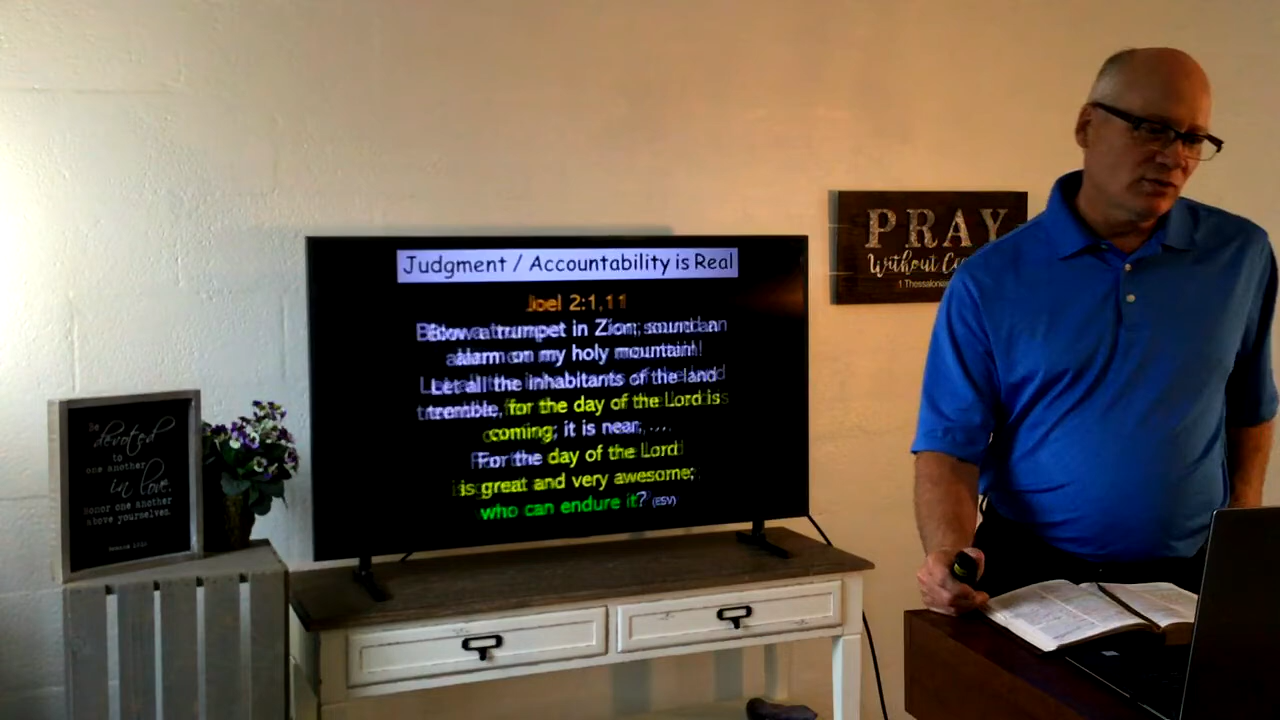 Judgment / Accountability is Real
Joel 2:1,11
Blow a trumpet in Zion; sound an
alarm on my holy mountain!
Let all the inhabitants of the land
tremble, for the day of the Lord is
coming; it is near, ...
For the day of the Lord
is great and very awesome;
who can endure it? (ESV)
PRAY
Without
1
Be
devoted
to
one another
in love.
honor one another
above yourselves.